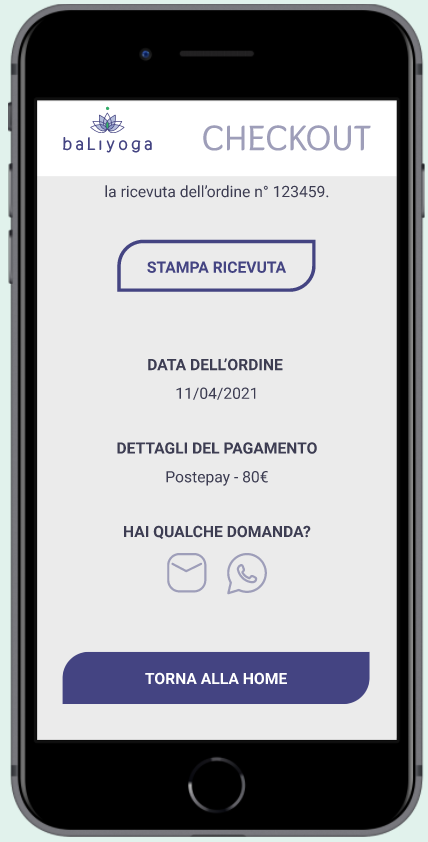 baLiyoga
CHECKOUT
la ricevuta dell'ordine n° 123459.
STAMPA RICEVUTA
DATA DELL'ORDINE
11/04/2021
DETTAGLI DEL PAGAMENTO
Postepay - 80€
HAI QUALCHE DOMANDA?
TORNA ALLA HOME